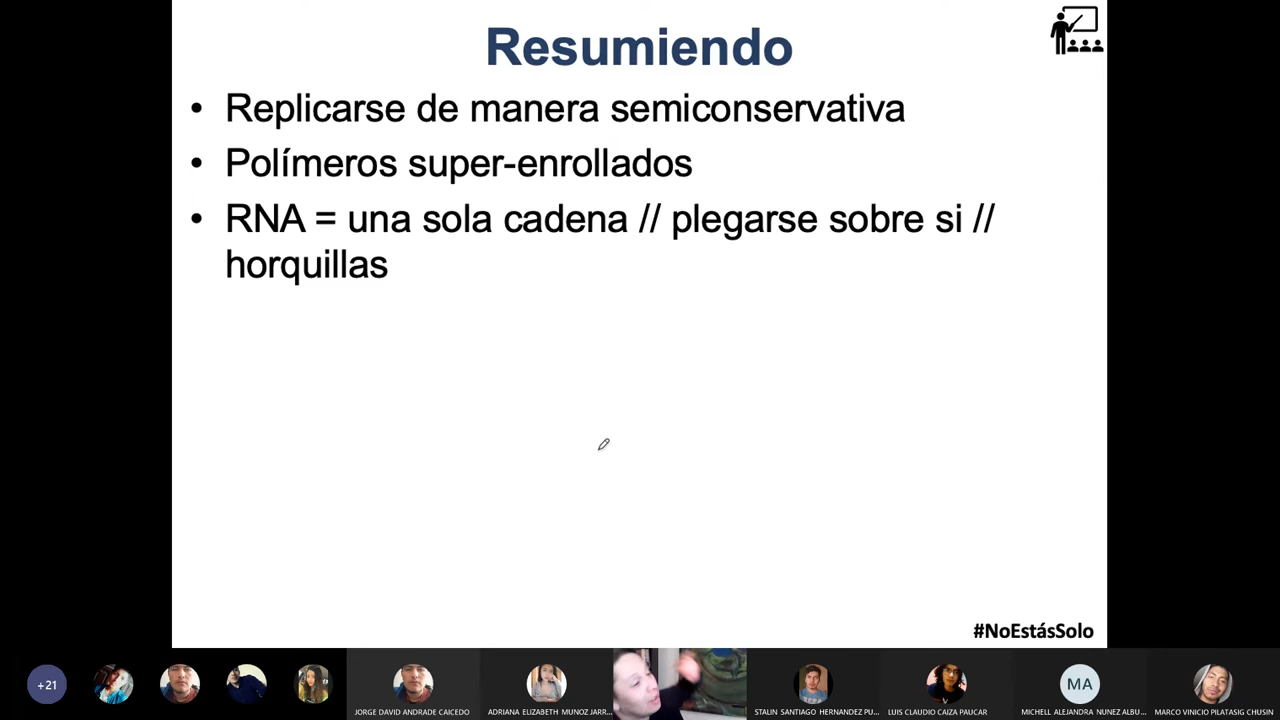 Resumiendo
• Replicarse de manera semiconservativa
• Polímeros super-enrollados
• RNA = una sola cadena // plegarse sobre si //
horquillas
#NoEstásSolo
+21
JORGE DAVID ANDRADE CAICEDO
ADRIANA ELIZABETH MUNOZ JARR...
STALIN SANTIAGO HERNANDEZ PU...
LUIS CLAUDIO CAIZA PAUCAR
MA
MICHELL ALEJANDRA NUNEZ ALBU...
MARCO VINICIO PILATASIG CHUSIN